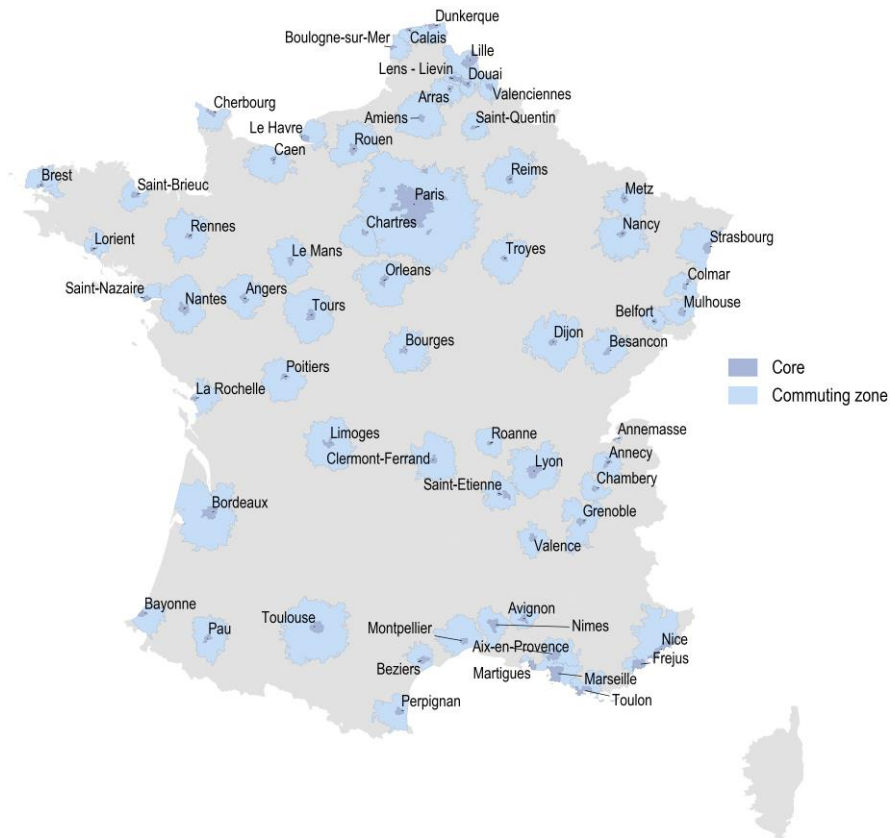 Dunkerque
Boulogne-sur-Mer
Calais
Lille
Lens - Lievin
Douai
Valenciennes
Arras
Cherbourg
Amiens
Saint-Quentin
Le Havre
Rouen
Caen
Reims
Brest
Saint-Brieuc
Paris
Metz
Rennes
Chartres
Nancy
Strasbourg
Lorient
Le Mans
Troyes
Orleans
Colmar
Saint-Nazaire
Nantes
Angers
Tours
Mulhouse
Belfort
Bourges
Dijon
Besancon
Poitiers
Core
La Rochelle
Commuting zone
Limoges
Roanne
Annemasse
Clermont-Ferrand
Lyon
Annecy
Saint-Etienne
Chambery
Bordeaux
Grenoble
Valence
Bayonne
Avignon
Toulouse
Pau
Montpellier
Nimes
Aix-en-Provence
Nice
Beziers
Martigues
Frejus
Marseille
Perpignan
Toulon